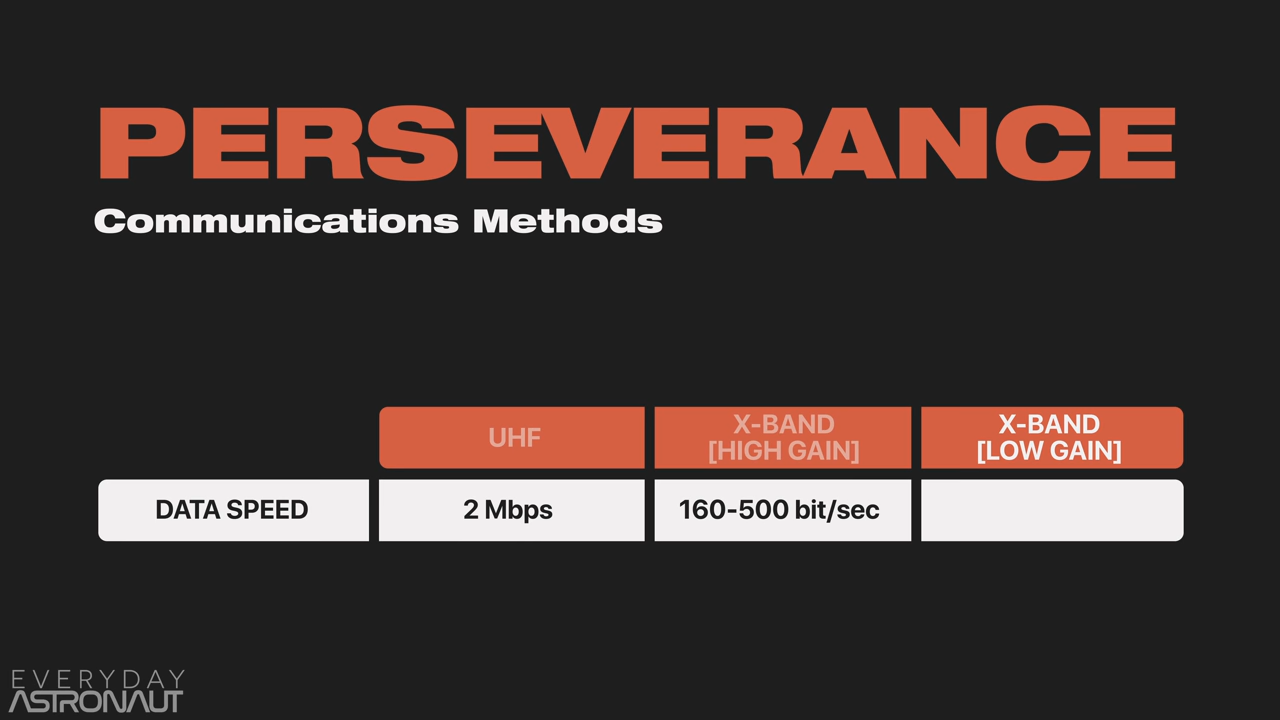 PERSEVERANCE
Communications Methods
UHF
X-BAND
[HIGH GAIN]
X-BAND
[LOW GAIN]
DATA SPEED
2 Mbps
160-500 bit/sec
EVERYDAY
ASTRONAUT